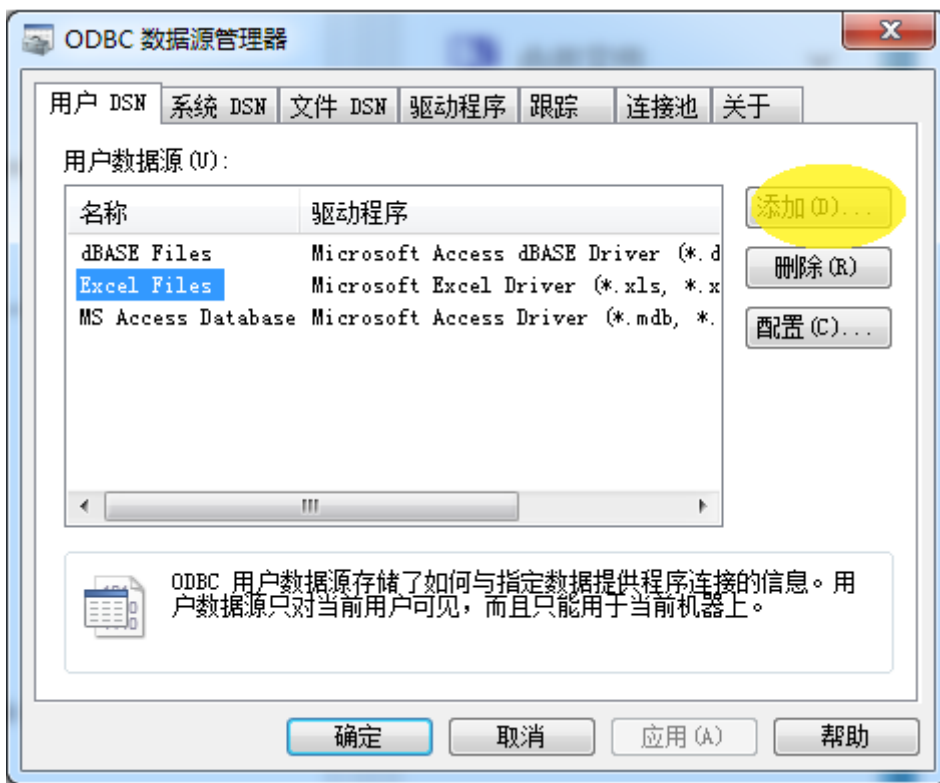 ODBC 数据源管理器
用户 DSN 系统 DSN 文件 DSN 驱动程序 跟踪 连接池 关于
用户数据源(U):
名称 驱动程序
添加(D)...
dBASE Files Microsoft Access dBASE Driver (*.d
删除(R)
Excel Files Microsoft Excel Driver (*.xls, *.x
MS Access Database Microsoft Access Driver (*.mdb, *.
配置(C)...
ODBC 用户数据源存储了如何与指定数据提供程序连接的信息。用
户数据源只对当前用户可见，而且只能用于当前机器上。
确定 取消 应用(A) 帮助